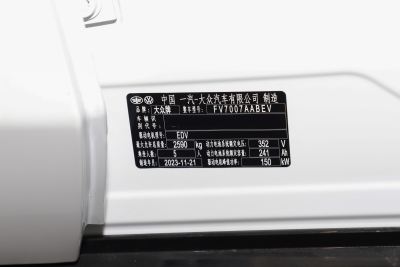 中国 一汽-大众汽车有限公司 制造
品牌 大众牌 整车型号 FV7007AABEV
车辆识别代号
驱动电机型号 EDV
最大允许总质量 2590 kg 动力电池系统额定电压 352 V
乘坐人数 5 人 动力电池系统额定容量 241 Ah
制造年月 2023-11-21 驱动电机峰值功率 150 kW